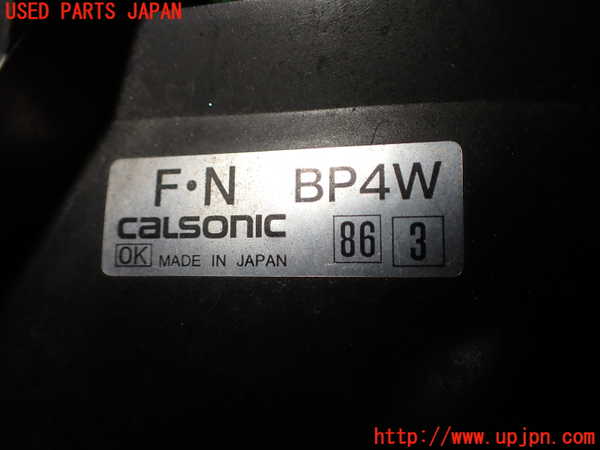 USED PARTS JAPAN
F·N BP4W
CALSONIC 86 3
OK MADE IN JAPAN
http://www.upjpn.com/